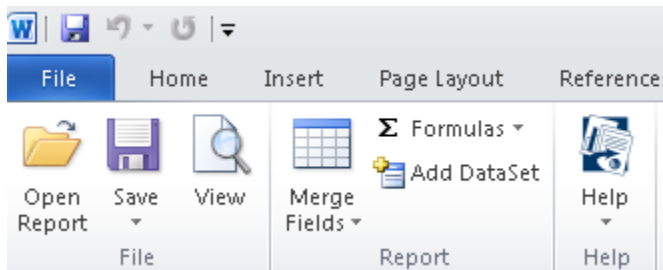 W
File Home Insert Page Layout Reference
Σ Formulas
Add DataSet
Open Report
Save
View
Merge Fields
Help
File Report Help